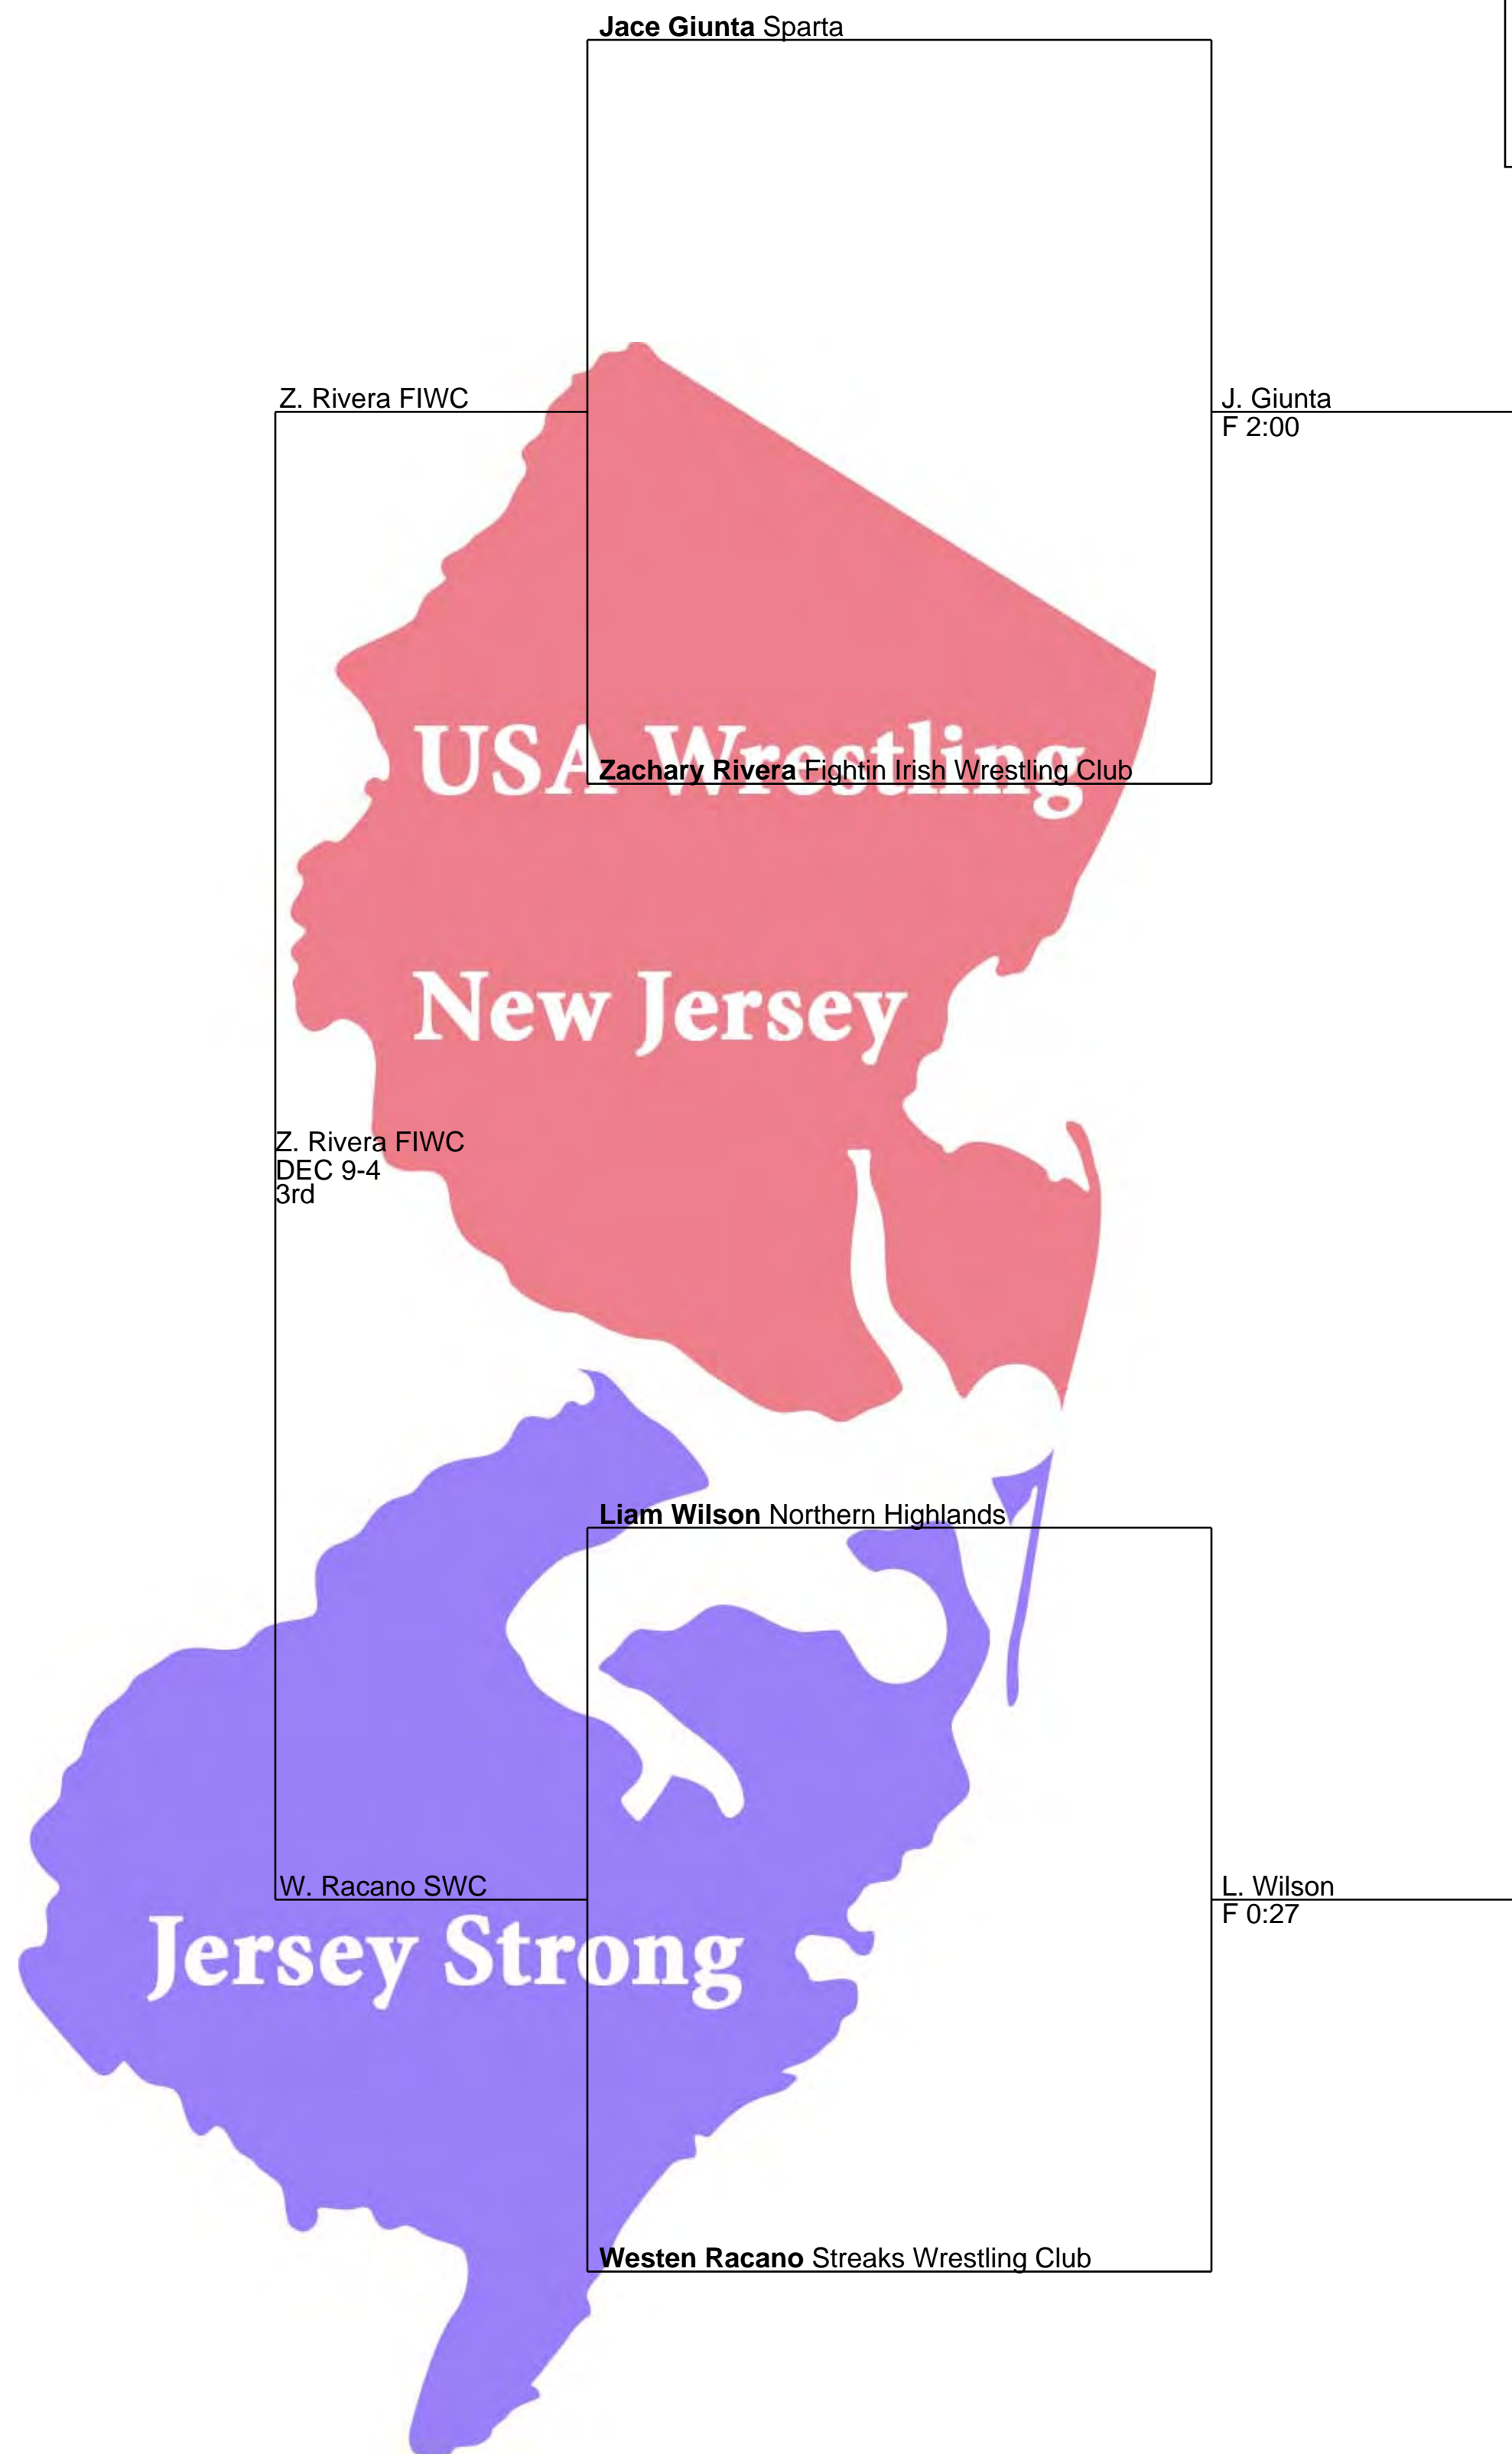 Jace Giunta Sparta
Z. Rivera FIWC
J. Giunta
F 2:00
USA Wrestling
Zachary Rivera Fightin Irish Wrestling Club
New Jersey
Z. Rivera FIWC
DEC 9-4
3rd
Liam Wilson Northern Highlands
W. Racano SWC
L. Wilson
F 0:27
Jersey Strong
Westen Racano Streaks Wrestling Club